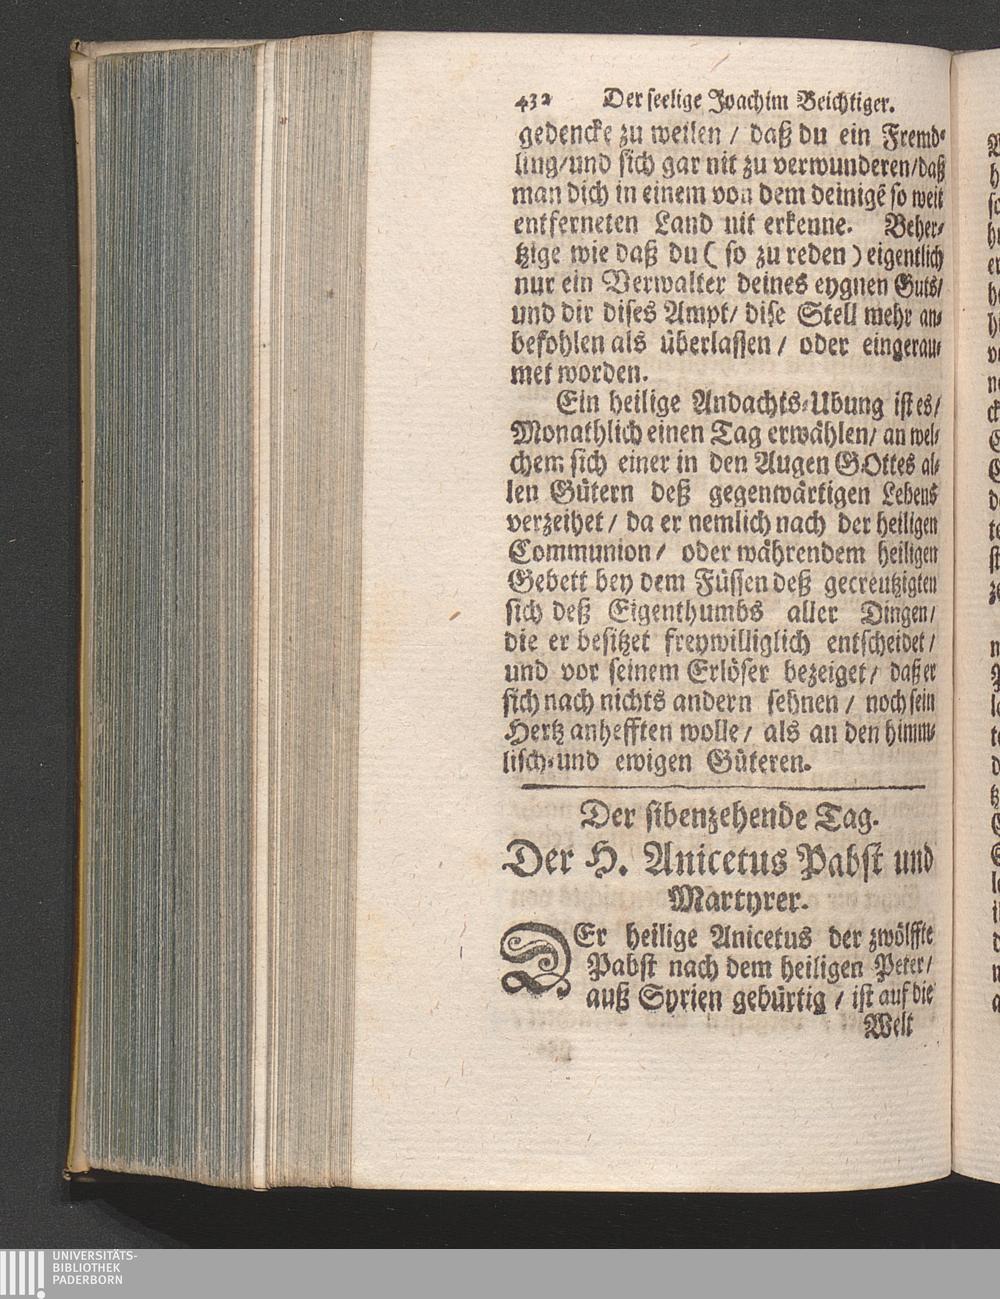 432 Der seelige Joachim Beichtiger.
gedencke zu weilen / daß du ein Fremd-
ling/und sich gar nit zu verwunderen/daß
man dich in einem von dem deinigē so weit
entferneten Land nit erkenne. Beher-
tzige wie daß du ( so zu reden ) eigentlich
nur ein Verwalter deines eygnen Guts/
und dir dises Ampt/ dise Stell mehr an-
befohlen als überlassen / oder eingerau-
met worden.
Ein heilige Andachts-Ubung ist es/
Monathlich einen Tag erwählen/ an wel-
chem sich einer in den Augen GOttes al-
len Gütern deß gegenwärtigen Lebens
verzeihet / da er nemlich nach der heiligen
Communion/ oder währendem heiligen
Gebett bey dem Füssen deß gecreutzigten
sich deß Eigenthumbs aller Dingen/
die er besitzet freywilliglich entscheidet/
und vor seinem Erlöser bezeiget/ daß er
sich nach nichts andern sehnen / noch sein
Hertz anhefften wolle/ als an den himm-
lisch-und ewigen Güteren.
Der sibenzehende Tag.
Der H. Anicetus Pabst und
Martyrer.
DEr heilige Anicetus der zwölffte
Pabst nach dem heiligen Peter/
auß Syrien gebürtig / ist auf die
Welt
UNIVERSITÄTS-
BIBLIOTHEK
PADERBORN